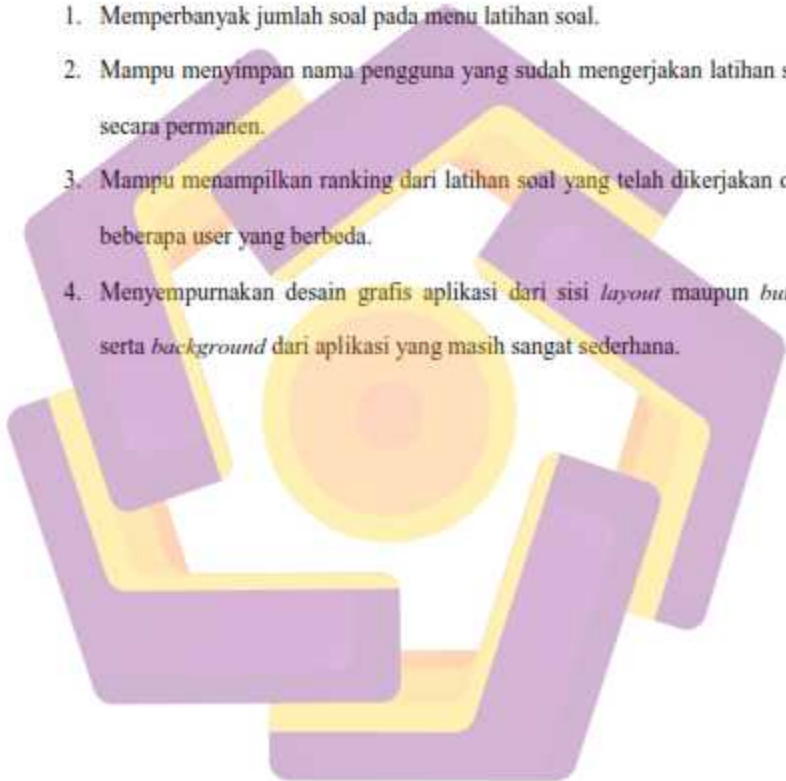 1. Memperbanyak jumlah soal pada menu latihan soal.
2. Mampu menyimpan nama pengguna yang sudah mengerjakan latihan
secara permanen.
3. Mampu menampilkan ranking dari latihan soal yang telah dikerjakan
beberapa user yang berbeda.
4. Menyempurnakan desain grafis aplikasi dari sisi layout maupun
serta background dari aplikasi yang masih sangat sederhana.